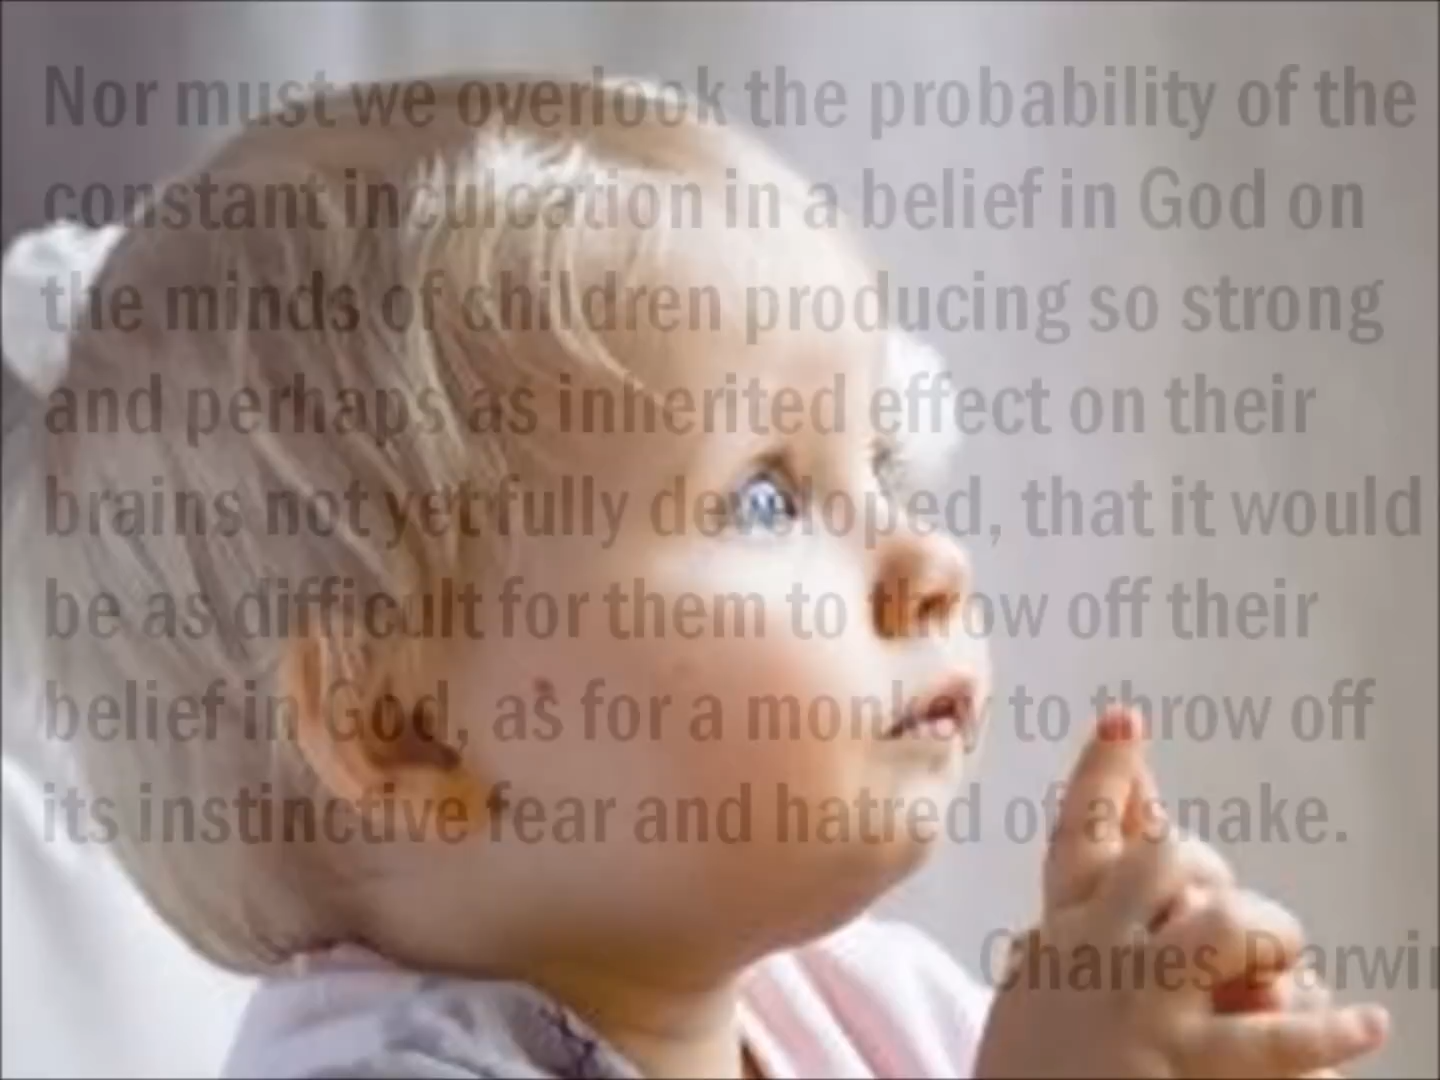 Nor must we overlook the probability of the
constant inculcation in a belief in God on
the minds of children producing so strong
and perhaps as inherited effect on their
brains not yet fully developed, that it would
be as difficult for them to throw off their
belief in God, as for a monkey to throw off
its instinctive fear and hatred of a snake.
Charles Darwin